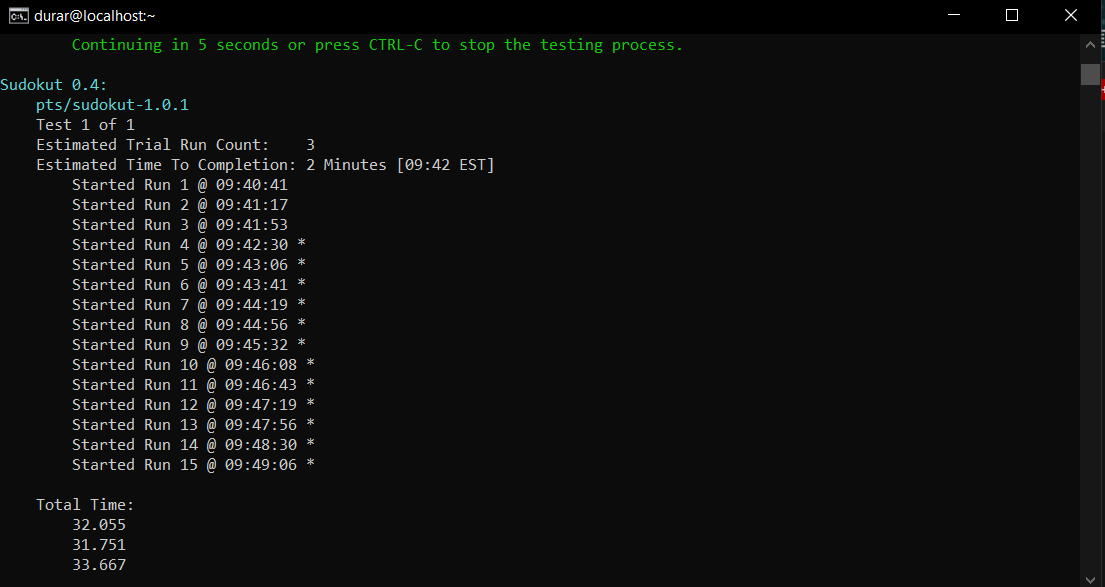 durar@localhost:~
Continuing in 5 seconds or press CTRL-C to stop the testing process.
Sudokut 0.4:
pts/sudokut-1.0.1
Test 1 of 1
Estimated Trial Run Count: 3
Estimated Time To Completion: 2 Minutes [09:42 EST]
Started Run 1 @ 09:40:41
Started Run 2 @ 09:41:17
Started Run 3 @ 09:41:53
Started Run 4 @ 09:42:30 *
Started Run 5 @ 09:43:06 *
Started Run 6 @ 09:43:41 *
Started Run 7 @ 09:44:19 *
Started Run 8 @ 09:44:56 *
Started Run 9 @ 09:45:32 *
Started Run 10 @ 09:46:08 *
Started Run 11 @ 09:46:43 *
Started Run 12 @ 09:47:19 *
Started Run 13 @ 09:47:56 *
Started Run 14 @ 09:48:30 *
Started Run 15 @ 09:49:06 *
Total Time:
32.055
31.751
33.667